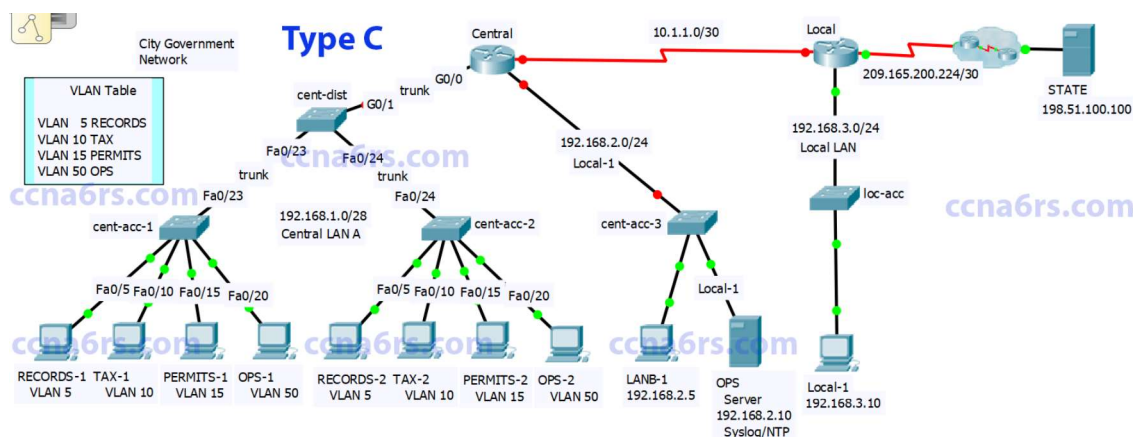 City Government
Network
Type C
VLAN Table
VLAN 5 RECORDS
VLAN 10 TAX
VLAN 15 PERMITS
VLAN 50 OPS
Central
10.1.1.0/30
Local
209.165.200.224/30
STATE
198.51.100.100
G0/0
trunk
cent-dist
G0/1
Fa0/23
Fa0/24
192.168.2.0/24
Local-1
192.168.3.0/24
Local LAN
ccna6rs.com
ccna6rs.com
ccna6rs.com
trunk
trunk
Fa0/23
Fa0/24
192.168.1.0/28
Central LAN A
cent-acc-1
cent-acc-2
cent-acc-3
loc-acc
Fa0/5
Fa0/10
Fa0/15
Fa0/20
Fa0/5
Fa0/10
Fa0/15
Fa0/20
Local-1
ccna6rs.com
ccna6rs.com
ccna6rs.com
RECORDS-1
VLAN 5
TAX-1
VLAN 10
PERMITS-1
VLAN 15
OPS-1
VLAN 50
RECORDS-2
VLAN 5
TAX-2
VLAN 10
PERMITS-2
VLAN 15
OPS-2
VLAN 50
LANB-1
192.168.2.5
OPS
Server
192.168.2.10
Syslog/NTP
Local-1
192.168.3.10